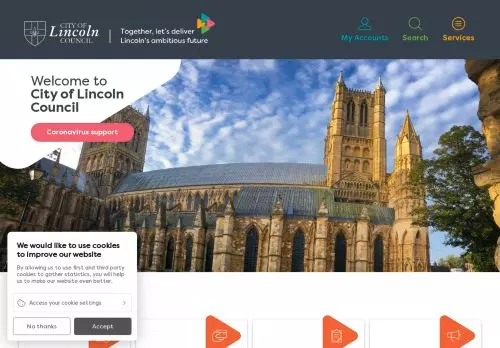 CITY OF
Lincoln
COUNCIL
Together, let's deliver
Lincoln's ambitious future
My Accounts
Search
Services
Welcome to
City of Lincoln
Council
Coronavirus support
We would like to use cookies
to improve our website
By allowing us to use first and third party
cookies to gather statistics, you will help
us to make our website even better.
Access your cookie settings
No thanks
Accept